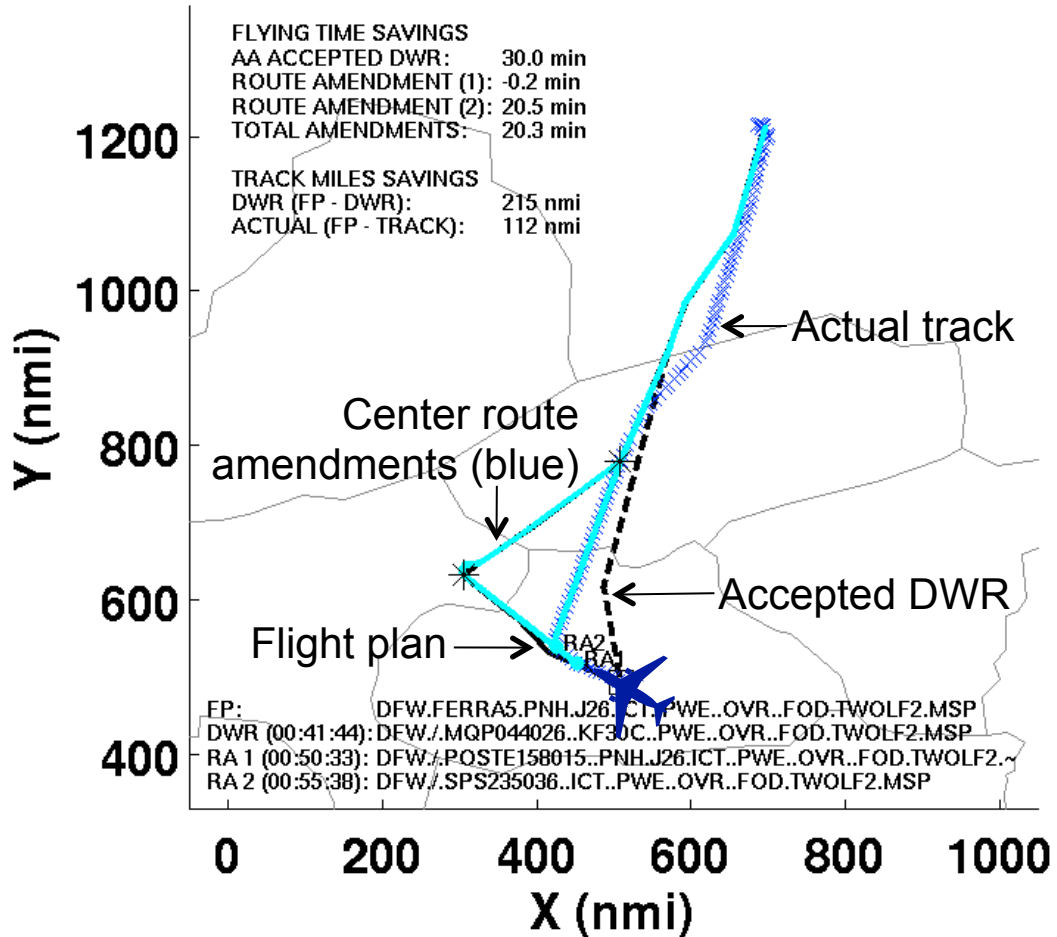 FLYING TIME SAVINGS
AA ACCEPTED DWR: 30.0 min
ROUTE AMENDMENT (1): -0.2 min
ROUTE AMENDMENT (2): 20.5 min
TOTAL AMENDMENTS: 20.3 min
TRACK MILES SAVINGS
DWR (FP - DWR): 215 nmi
ACTUAL (FP - TRACK): 112 nmi
1200
1000
800
600
400
Y (nmi)
Actual track
Center route
amendments (blue)
Accepted DWR
Flight plan
RA2
RA
FP: DFW.FERRA5.PNH.J26.ICT..PWE..OVR..FOD.TWOLF2.MSP
DWR (00:41:44): DFW./.MQP044026..KF30C..PWE..OVR..FOD.TWOLF2.MSP
RA 1 (00:50:33): DFW./.POSTE158015..PNH.J26.ICT..PWE..OVR..FOD.TWOLF2.~
RA 2 (00:55:38): DFW./.SPS235036..ICT..PWE..OVR..FOD.TWOLF2.MSP
0 200 400 600 800 1000
X (nmi)